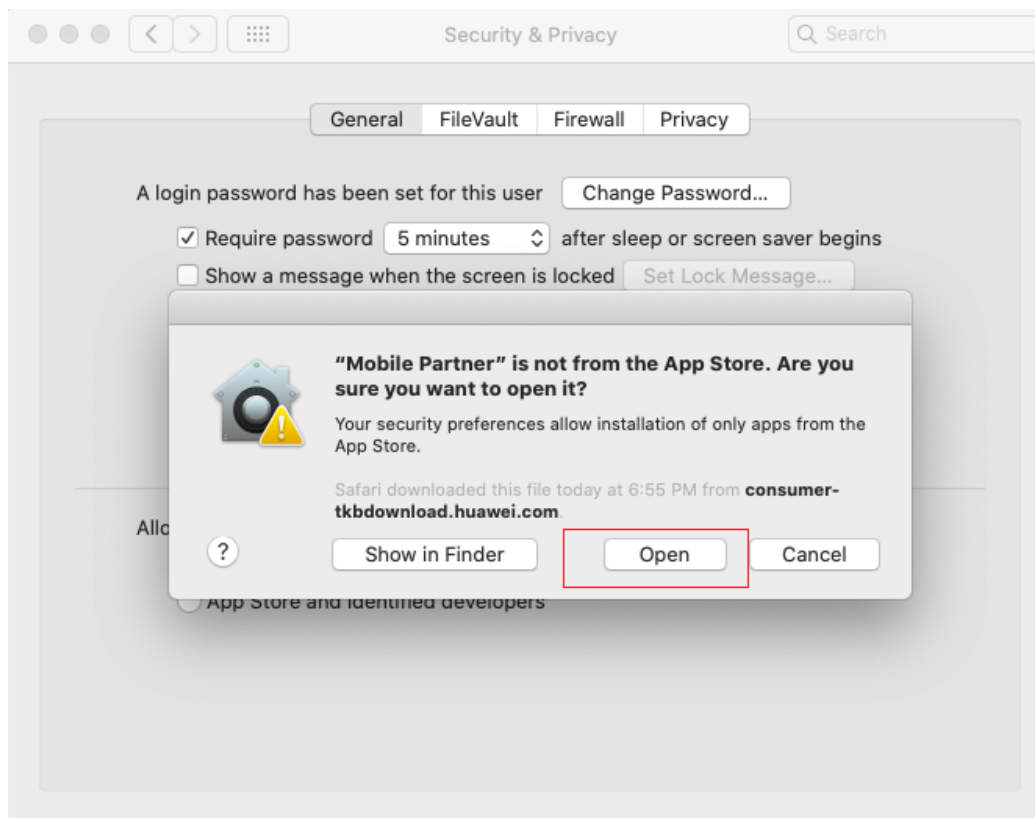 Security & Privacy
Search
General FileVault Firewall Privacy
A login password has been set for this user Change Password...
Require password 5 minutes after sleep or screen saver begins
Show a message when the screen is locked Set Lock Message...
“Mobile Partner” is not from the App Store. Are you
sure you want to open it?
Your security preferences allow installation of only apps from the
App Store.
Safari downloaded this file today at 6:55 PM from consumer-
tkbdownload.huawei.com.
? Show in Finder Open Cancel
App Store and identified developers